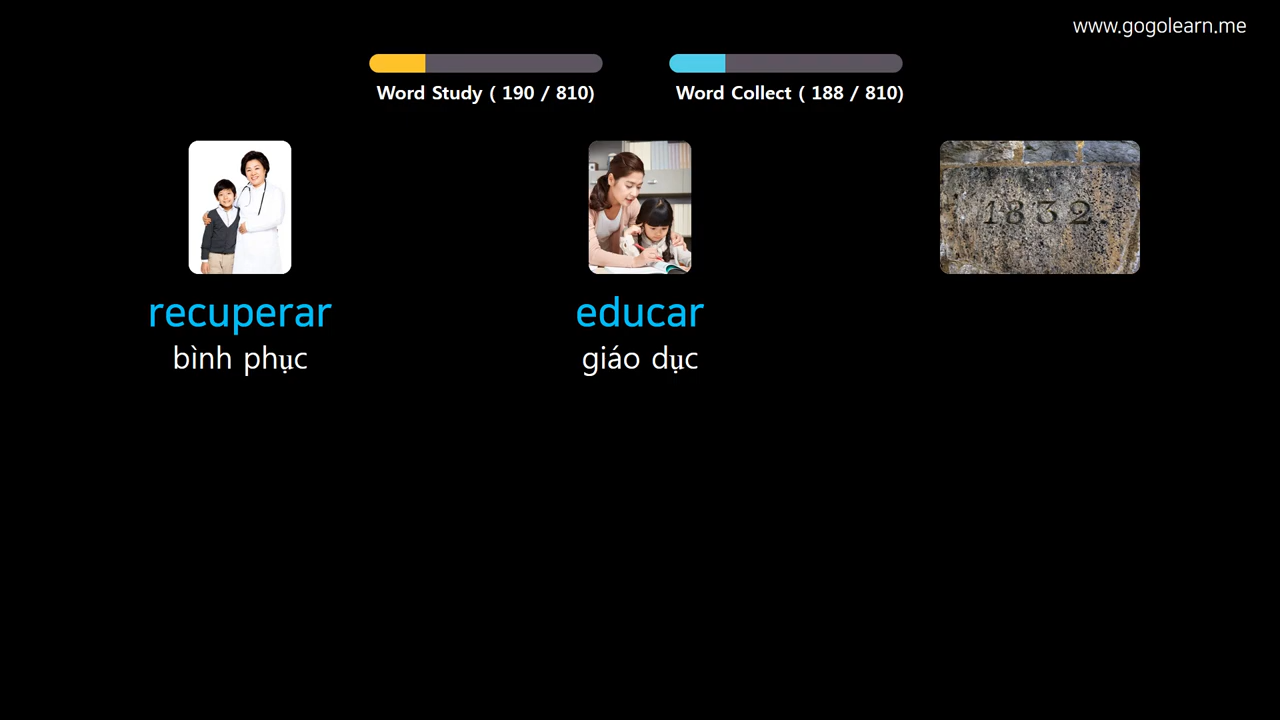 www.gogolearn.me
Word Study ( 190 / 810)
Word Collect ( 188 / 810)
1832.
recuperar
educar
bình phục
giáo dục